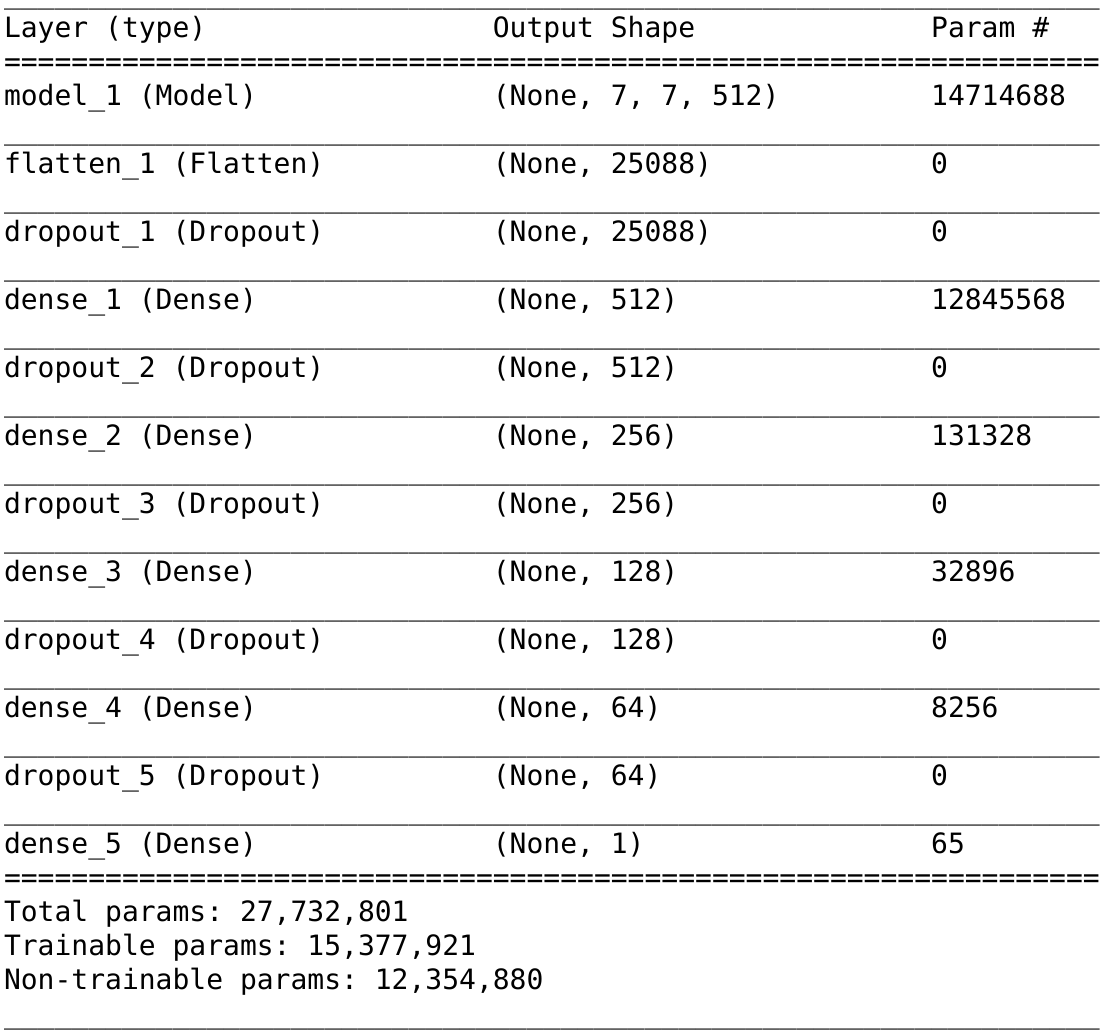 Layer (type) Output Shape Param #
=================================================================
model_1 (Model) (None, 7, 7, 512) 14714688
flatten_1 (Flatten) (None, 25088) 0
dropout_1 (Dropout) (None, 25088) 0
dense_1 (Dense) (None, 512) 12845568
dropout_2 (Dropout) (None, 512) 0
dense_2 (Dense) (None, 256) 131328
dropout_3 (Dropout) (None, 256) 0
dense_3 (Dense) (None, 128) 32896
dropout_4 (Dropout) (None, 128) 0
dense_4 (Dense) (None, 64) 8256
dropout_5 (Dropout) (None, 64) 0
dense_5 (Dense) (None, 1) 65
=================================================================
Total params: 27,732,801
Trainable params: 15,377,921
Non-trainable params: 12,354,880